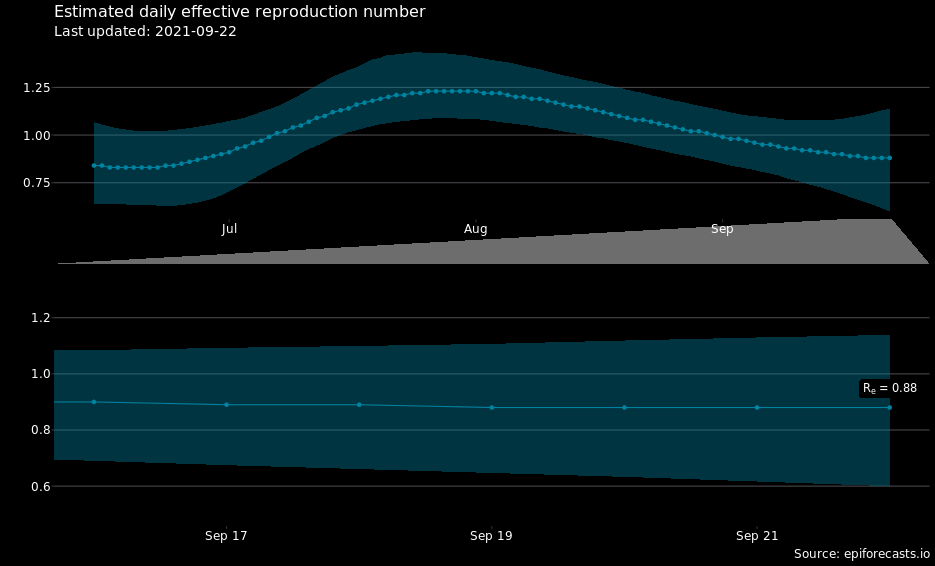 Estimated daily effective reproduction number
Last updated: 2021-09-22
1.25
1.00
0.75
Jul Aug Sep
1.2
1.0
0.8
0.6
Re = 0.88
Sep 17 Sep 19 Sep 21
Source: epiforecasts.io